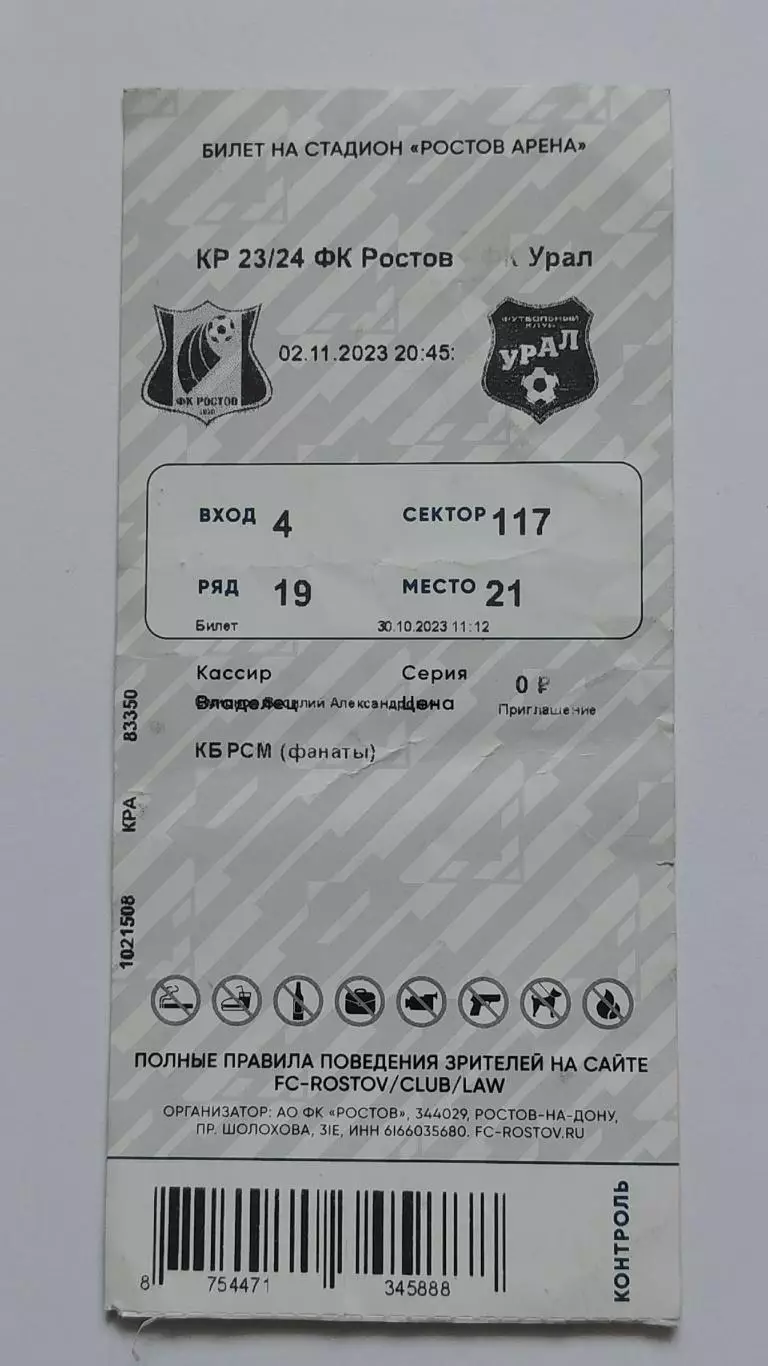 БИЛЕТ НА СТАДИОН «РОСТОВ АРЕНА»
КР 23/24 ФК Ростов Урал
ФК РОСТОВ
1930
02.11.2023 20:45:
ФУТБОЛЬНЫЙ
КЛУБ
УРАЛ
ВХОД 4 СЕКТОР 117
РЯД 19 МЕСТО 21
Билет 30.10.2023 11:12
Кассир Серия 0 ₽
Владелец Цена Приглашение
КБ РСМ (фанаты)
83350
КРА
1021508
ПОЛНЫЕ ПРАВИЛА ПОВЕДЕНИЯ ЗРИТЕЛЕЙ НА САЙТЕ
FC-ROSTOV/CLUB/LAW
ОРГАНИЗАТОР: АО ФК «РОСТОВ», 344029, РОСТОВ-НА-ДОНУ,
ПР. ШОЛОХОВА, 31Е, ИНН 6166035680. FC-ROSTOV.RU
8 754471 345888
КОНТРОЛЬ